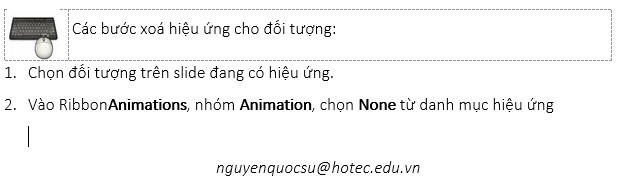 Các bước xoá hiệu ứng cho đối tượng:
1. Chọn đối tượng trên slide đang có hiệu ứng.
2. Vào RibbonAnimations, nhóm Animation, chọn None từ danh mục hiệu ứng
nguyenquocsu@hotec.edu.vn